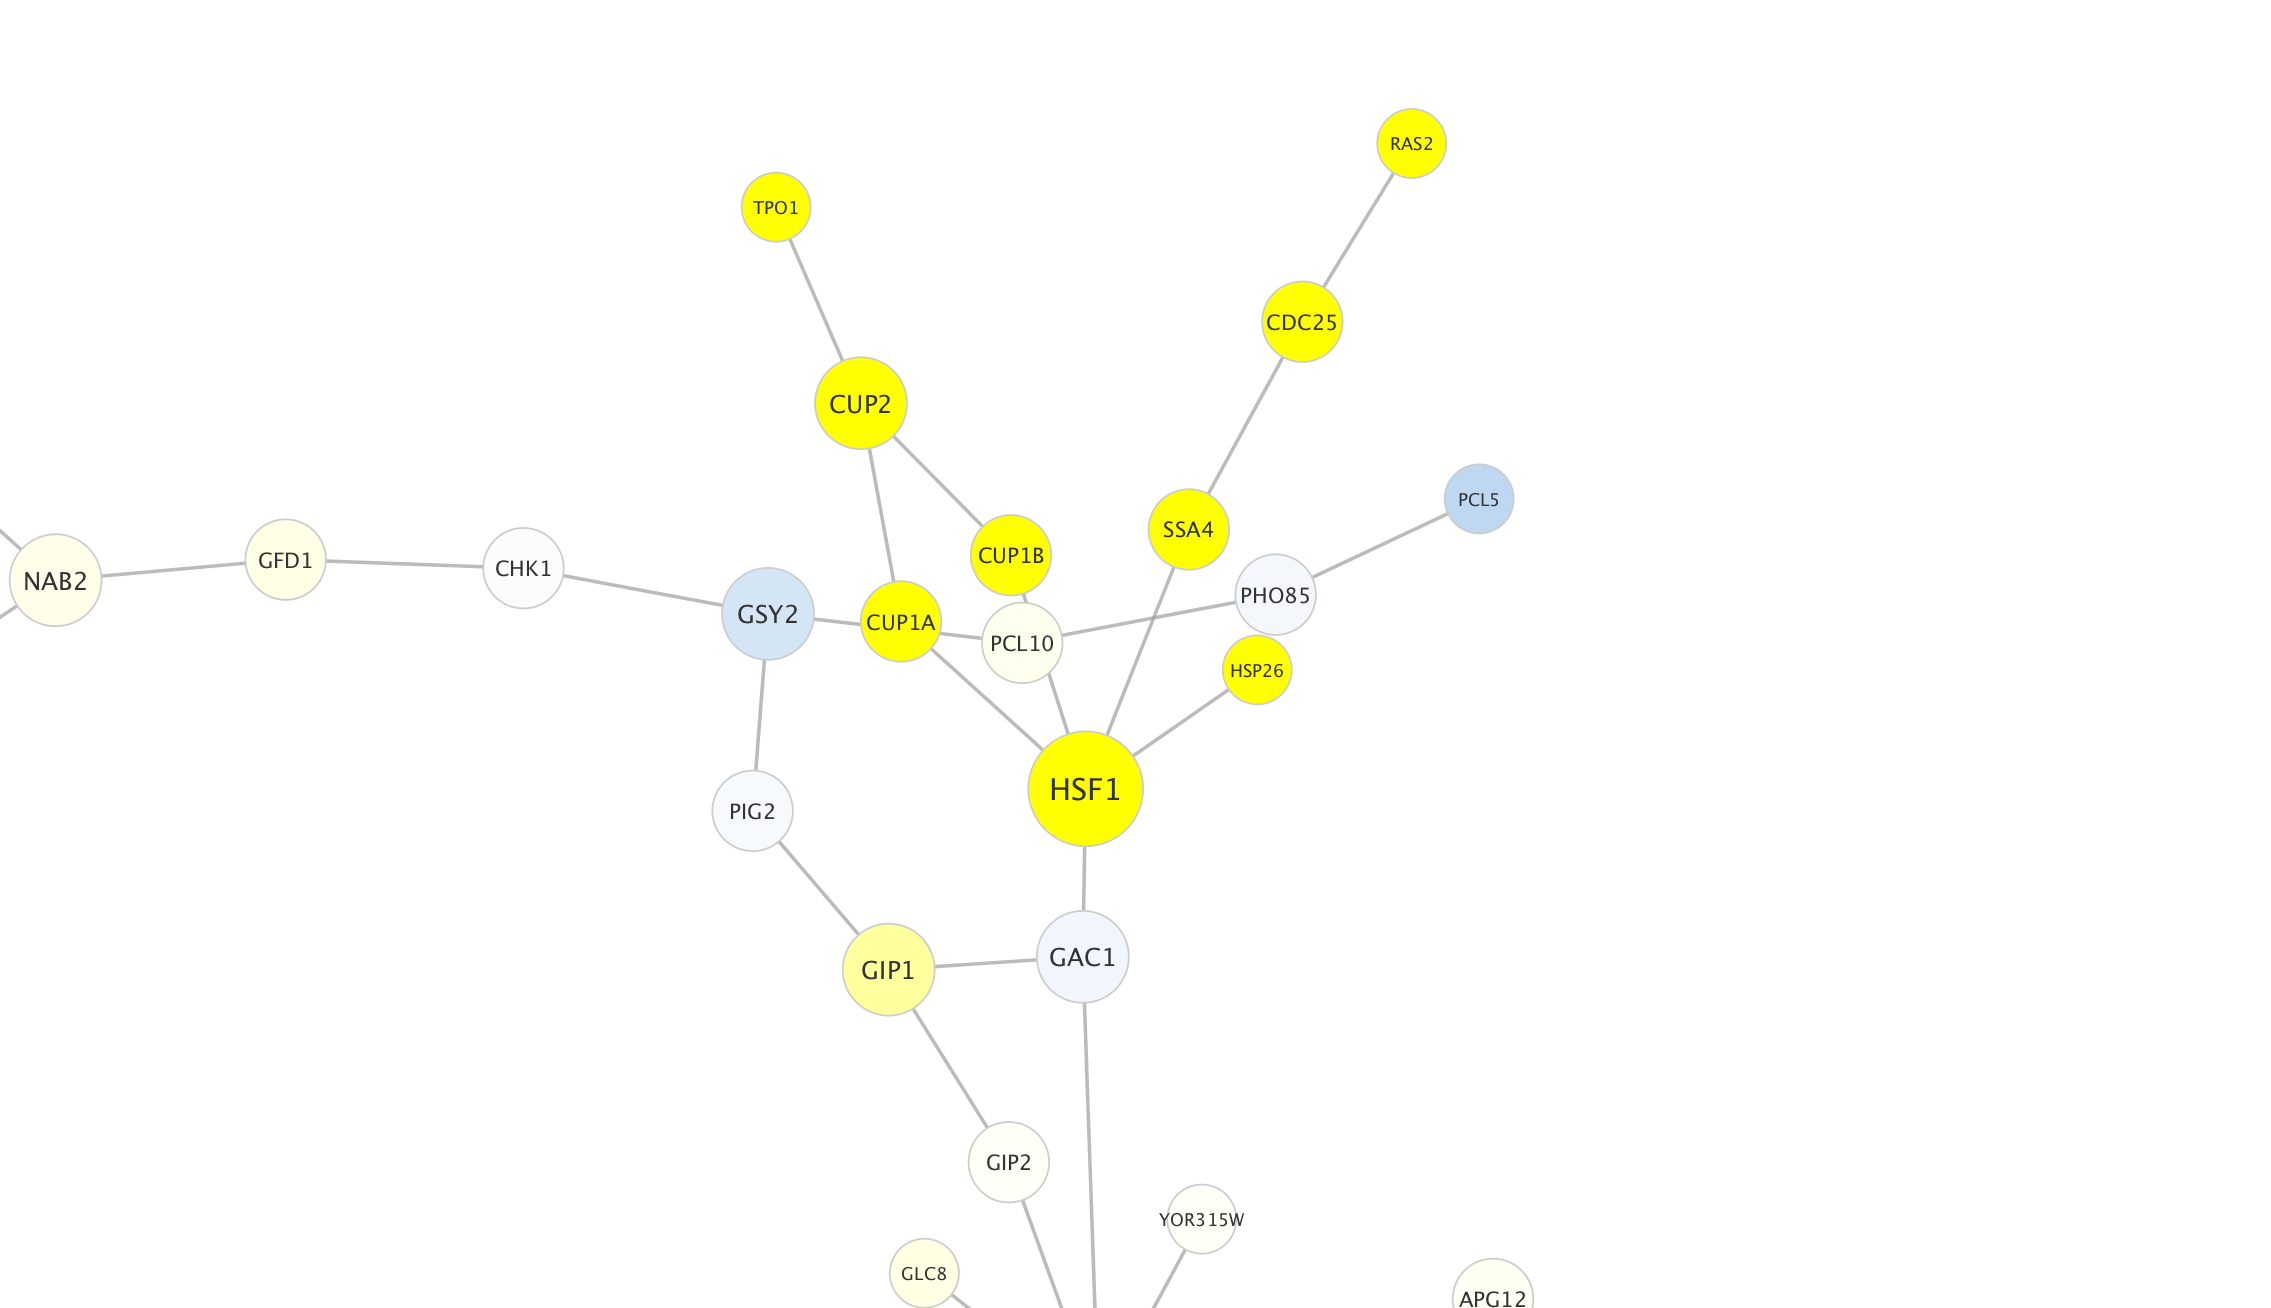 RAS2
TPO1
CDC25
CUP2
PCL5
SSA4
CUP1B
GFD1
CHK1
NAB2
PHO85
GSY2
CUP1A
PCL10
HSP26
HSF1
PIG2
GAC1
GIP1
GIP2
YOR315W
GLC8
APG12